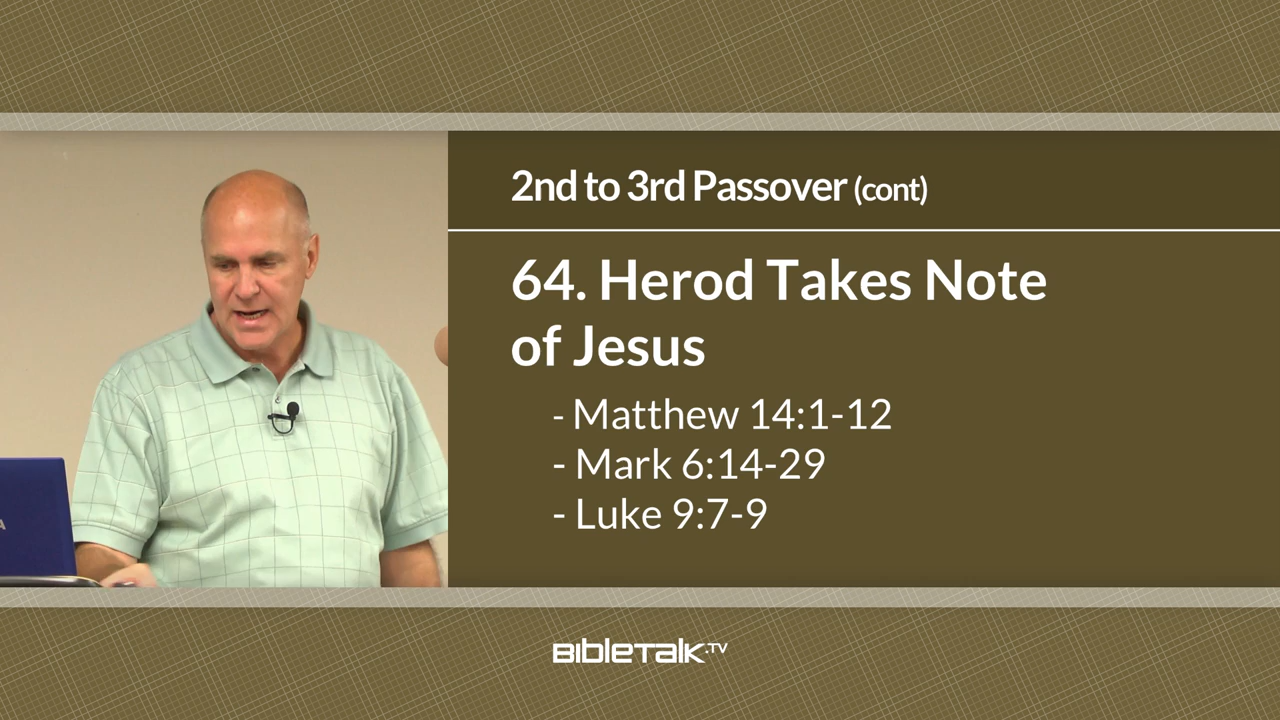 2nd to 3rd Passover (cont)
64. Herod Takes Note
of Jesus
- Matthew 14:1-12
- Mark 6:14-29
- Luke 9:7-9
A
BibleTalk.TV